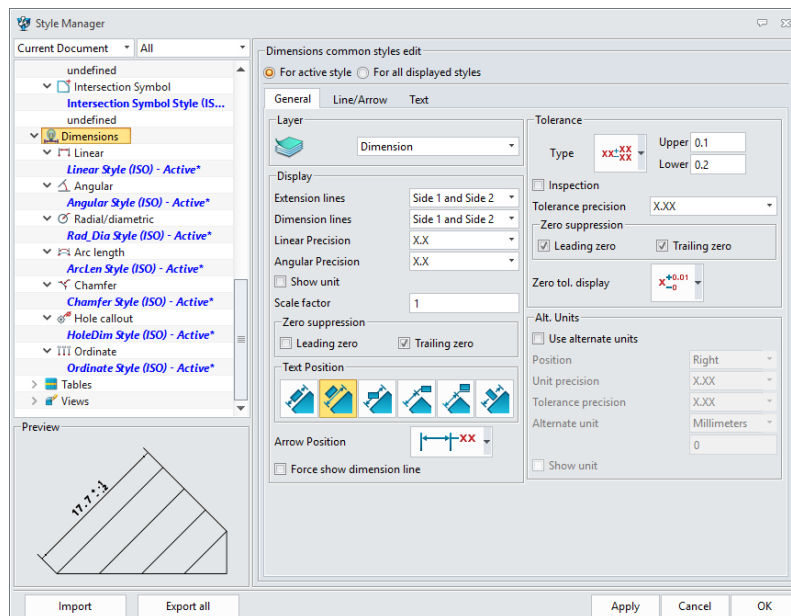 Style Manager
Current Document
All
undefined
Intersection Symbol
Intersection Symbol Style (IS...
undefined
Dimensions
Linear
Linear Style (ISO) - Active*
Angular
Angular Style (ISO) - Active*
Radial/diametric
Rad_Dia Style (ISO) - Active*
Arc length
ArcLen Style (ISO) - Active*
Chamfer
Chamfer Style (ISO) - Active*
Hole callout
HoleDim Style (ISO) - Active*
Ordinate
Ordinate Style (ISO) - Active*
Tables
Views
Preview
17.7
Dimensions common styles edit
For active style For all displayed styles
General Line/Arrow Text
Layer
Dimension
Display
Extension lines Side 1 and Side 2
Dimension lines Side 1 and Side 2
Linear Precision X.X
Angular Precision X.X
Show unit
Scale factor 1
Zero suppression
Leading zero Trailing zero
Text Position
Arrow Position XX
Force show dimension line
Tolerance
Type XX±XX XX
Upper 0.1
Lower 0.2
Inspection
Tolerance precision X.XX
Zero suppression
Leading zero Trailing zero
Zero tol. display x+0.01 -0
Alt. Units
Use alternate units
Position Right
Unit precision X.XX
Tolerance precision X.XX
Alternate unit Millimeters
0
Show unit
Import Export all Apply Cancel OK